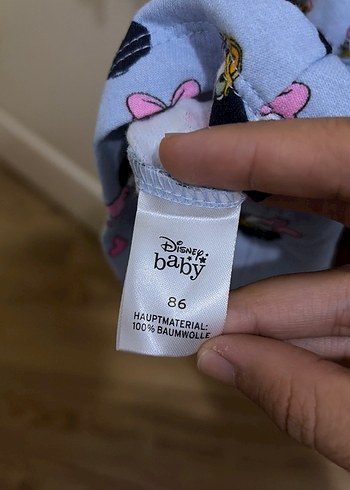 Disney
baby
86
HAUPTMATERIAL:
100% BAUMWOLLE